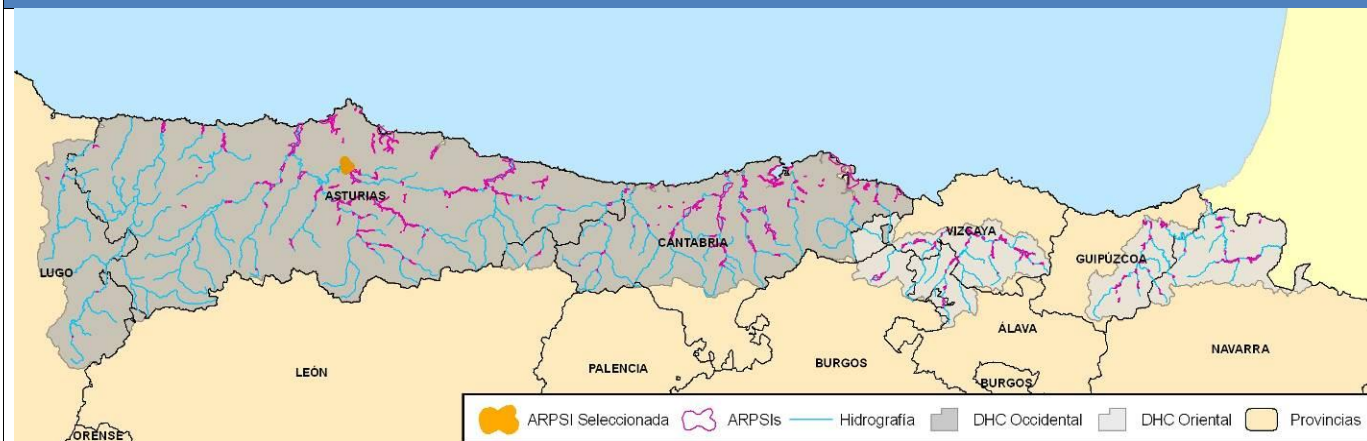 ASTURIAS
VIZCAYA
CANTABRIA
GUIPÚZCOA
LUGO
ÁLAVA
NAVARRA
LEÓN
PALENCIA
BURGOS
BURGOS
ORENSE
ARPSI Seleccionada ARPSIs Hidrografía DHC Occidental DHC Oriental Provincias